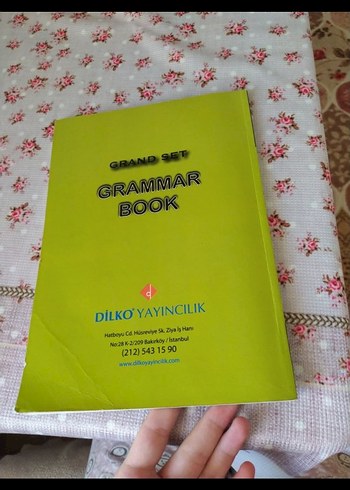 GRAND SET
GRAMMAR
BOOK
DİLKO YAYINCILIK
Hatboyu Cd. Hüsreviye Sk. Ziya İş Hanı
No:28 K-2/209 Bakırköy / İstanbul
(212) 543 15 90
www.dilkoyayincilik.com